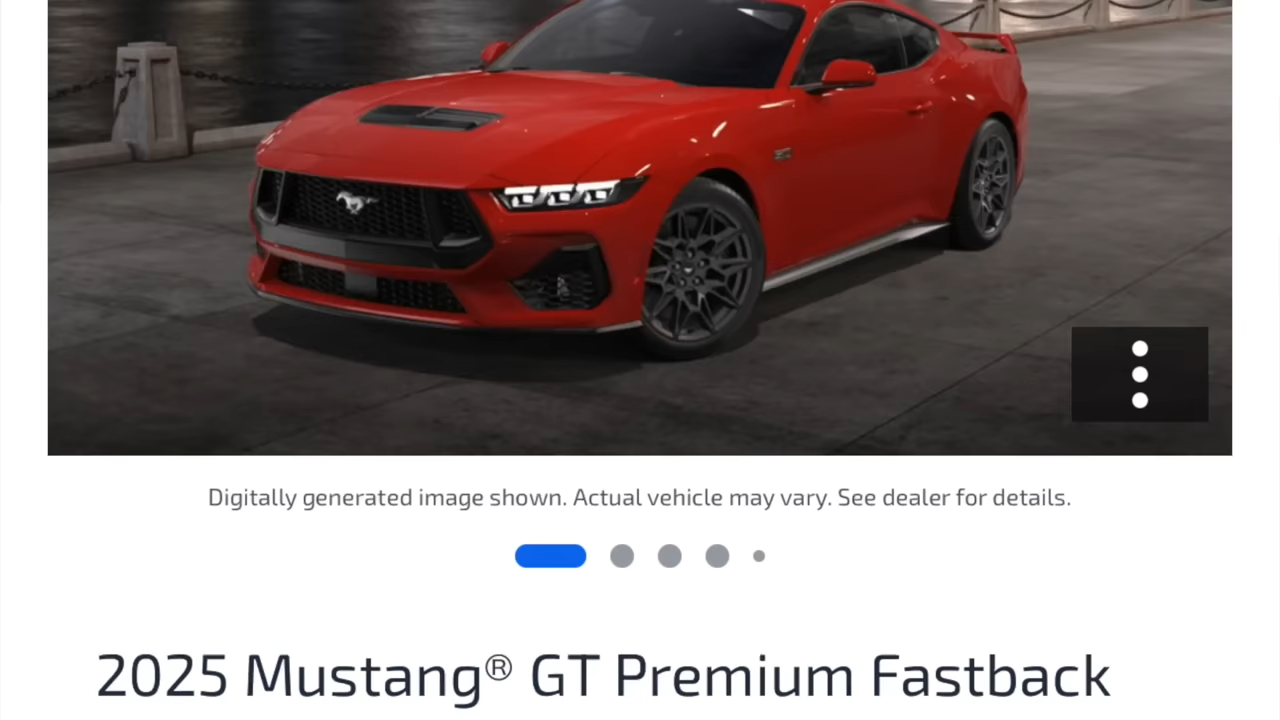 Digitally generated image shown. Actual vehicle may vary. See dealer for details.
2025 Mustang® GT Premium Fastback